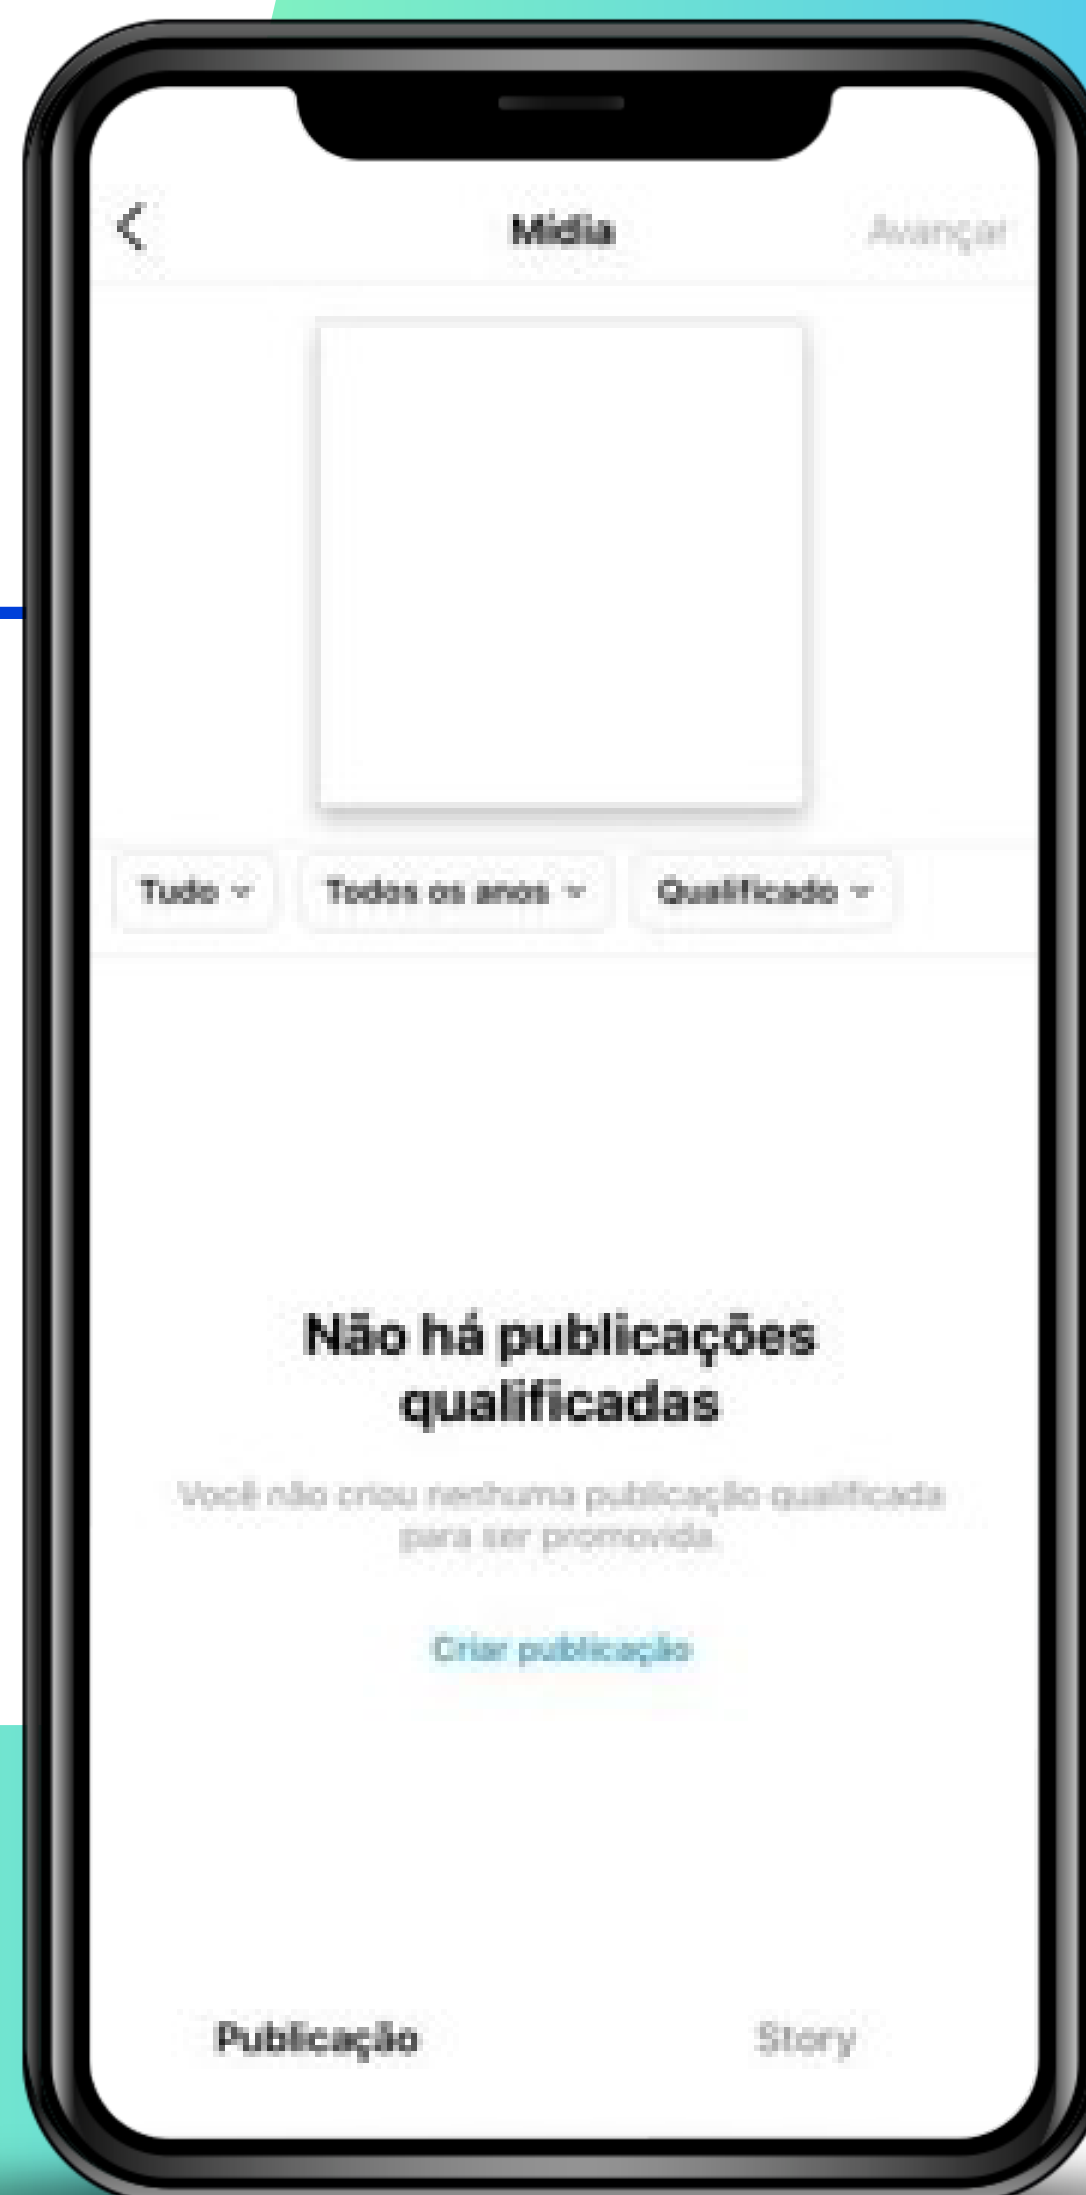 Mídia
Avançar
Tudo
Todos os anos
Qualificado
Não há publicações
qualificadas
Você não criou nenhuma publicação qualificada
para ser promovida.
Criar publicação
Publicação
Story